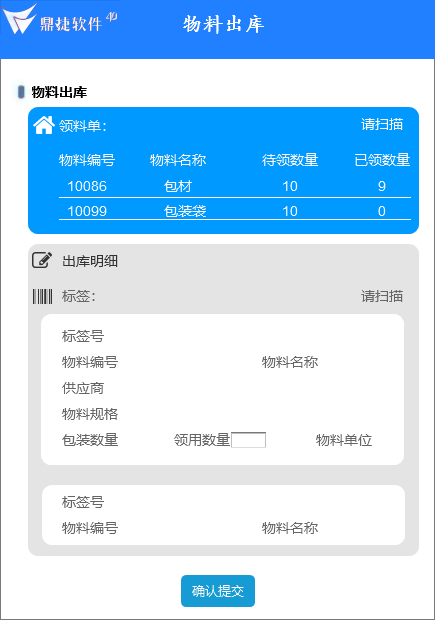 鼎捷软件 40
物料出库
物料出库
领料单: 请扫描
物料编号 物料名称 待领数量 已领数量
10086 包材 10 9
10099 包装袋 10 0
出库明细
标签: 请扫描
标签号
物料编号 物料名称
供应商
物料规格
包装数量 领用数量 物料单位
标签号
物料编号 物料名称
确认提交